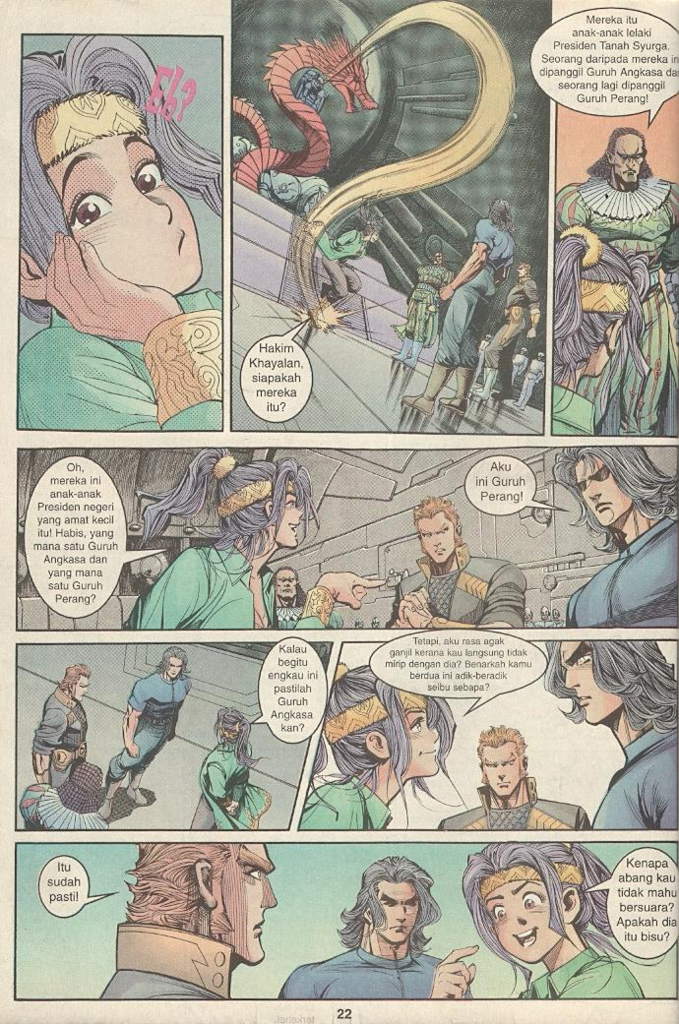 Eh?
Hakim
Khayalan,
siapakah
mereka
itu?
Mereka itu
anak-anak lelaki
Presiden Tanah Syurga.
Seorang daripada mereka
dipanggil Guruh Angkasa
seorang lagi dipanggil
Guruh Perang!
Oh,
mereka ini
anak-anak
Presiden negeri
yang amat kecil
itu! Habis, yang
mana satu Guruh
Angkasa dan
yang mana
satu Guruh
Perang?
Aku
ini Guruh
Perang!
Kalau
begitu
engkau ini
pastilah
Guruh
Angkasa
kan?
Tetapi, aku rasa agak
ganjil kerana kau langsung tidak
mirip dengan dia? Benarkah kamu
berdua ini adik-beradik
seibu sebapa?
Itu
sudah
pasti!
Kenapa
abang kau
tidak mahu
bersuara?
Apakah dia
itu bisu?
22